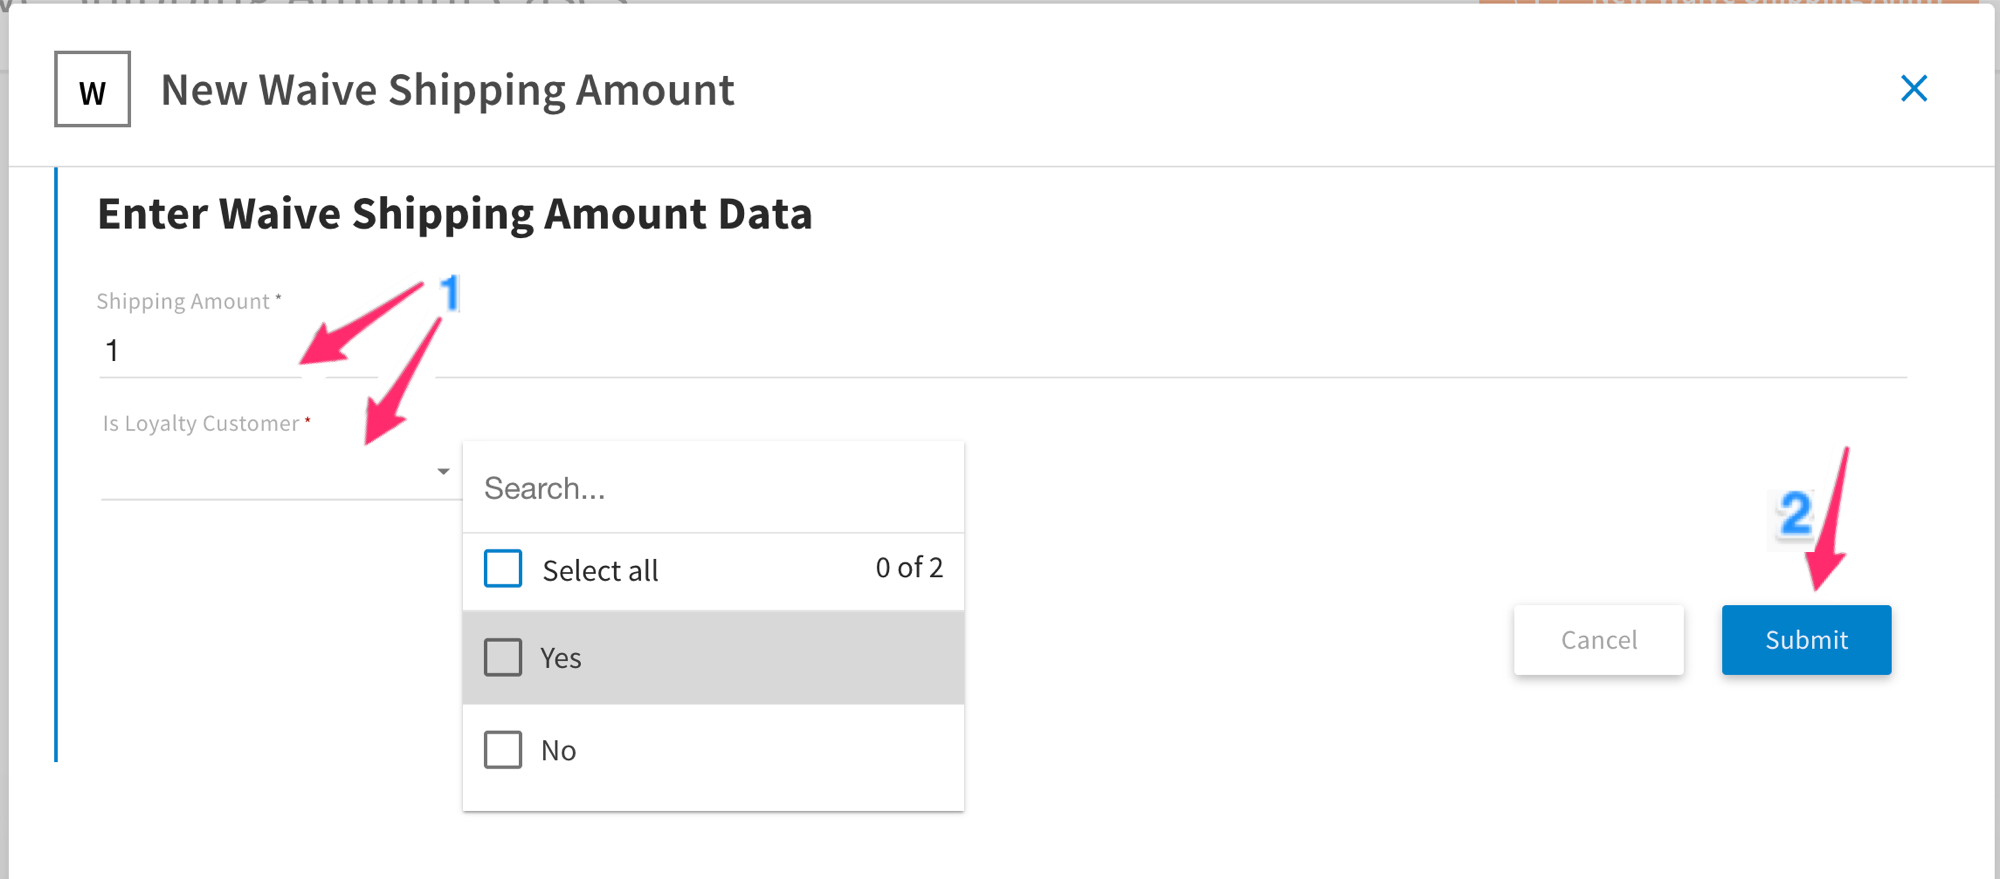 W
New Waive Shipping Amount
Enter Waive Shipping Amount Data
1
Shipping Amount *
1
Is Loyalty Customer *
Search...
Select all
0 of 2
Yes
No
2
Cancel
Submit